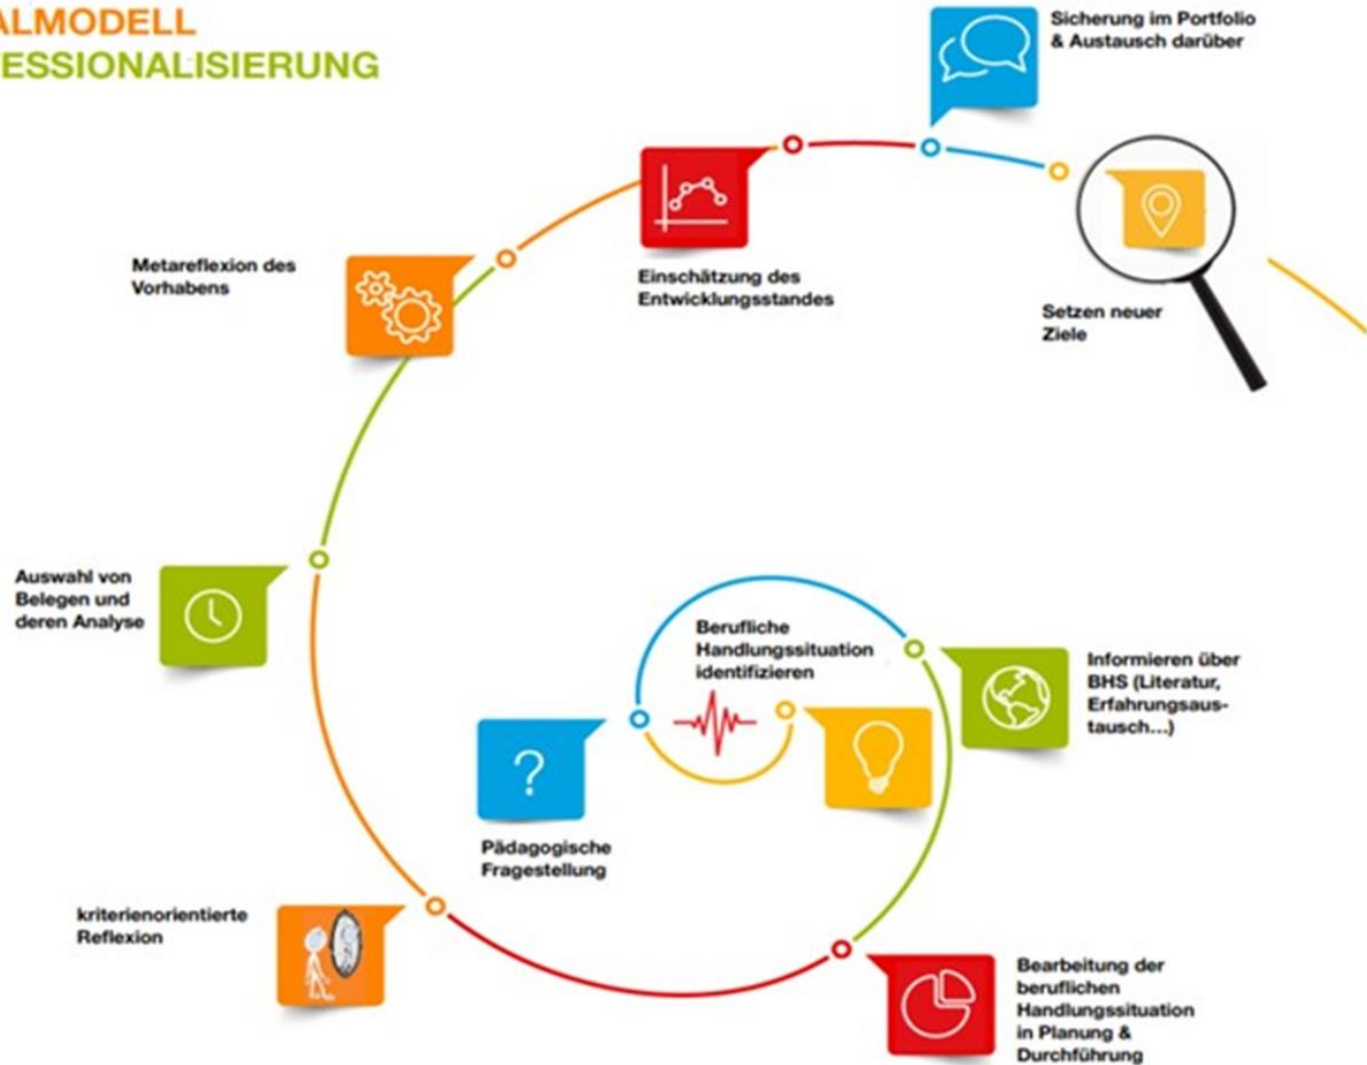 ALMODELL
ESSIONALISIERUNG
Sicherung im Portfolio
& Austausch darüber
Einschätzung des
Entwicklungsstandes
Setzen neuer
Ziele
Metareflexion des
Vorhabens
Auswahl von
Belegen und
deren Analyse
Berufliche
Handlungssituation
identifizieren
Informieren über
BHS (Literatur,
Erfahrungsaus-
tausch...)
?
Pädagogische
Fragestellung
kriterienorientierte
Reflexion
Bearbeitung der
beruflichen
Handlungssituation
in Planung &
Durchführung